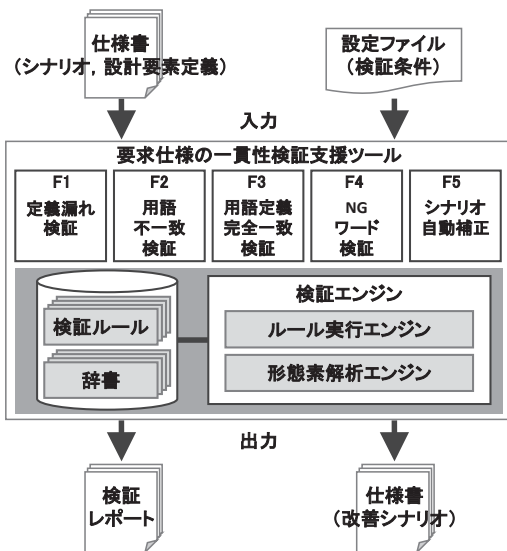 仕様書
（シナリオ，設計要素定義）
設定ファイル
（検証条件）
入力
要求仕様の一貫性検証支援ツール
F1
定義漏れ
検証
F2
用語
不一致
検証
F3
用語定義
完全一致
検証
F4
NG
ワード
検証
F5
シナリオ
自動補正
検証ルール
辞書
検証エンジン
ルール実行エンジン
形態素解析エンジン
出力
検証
レポート
仕様書
（改善シナリオ）